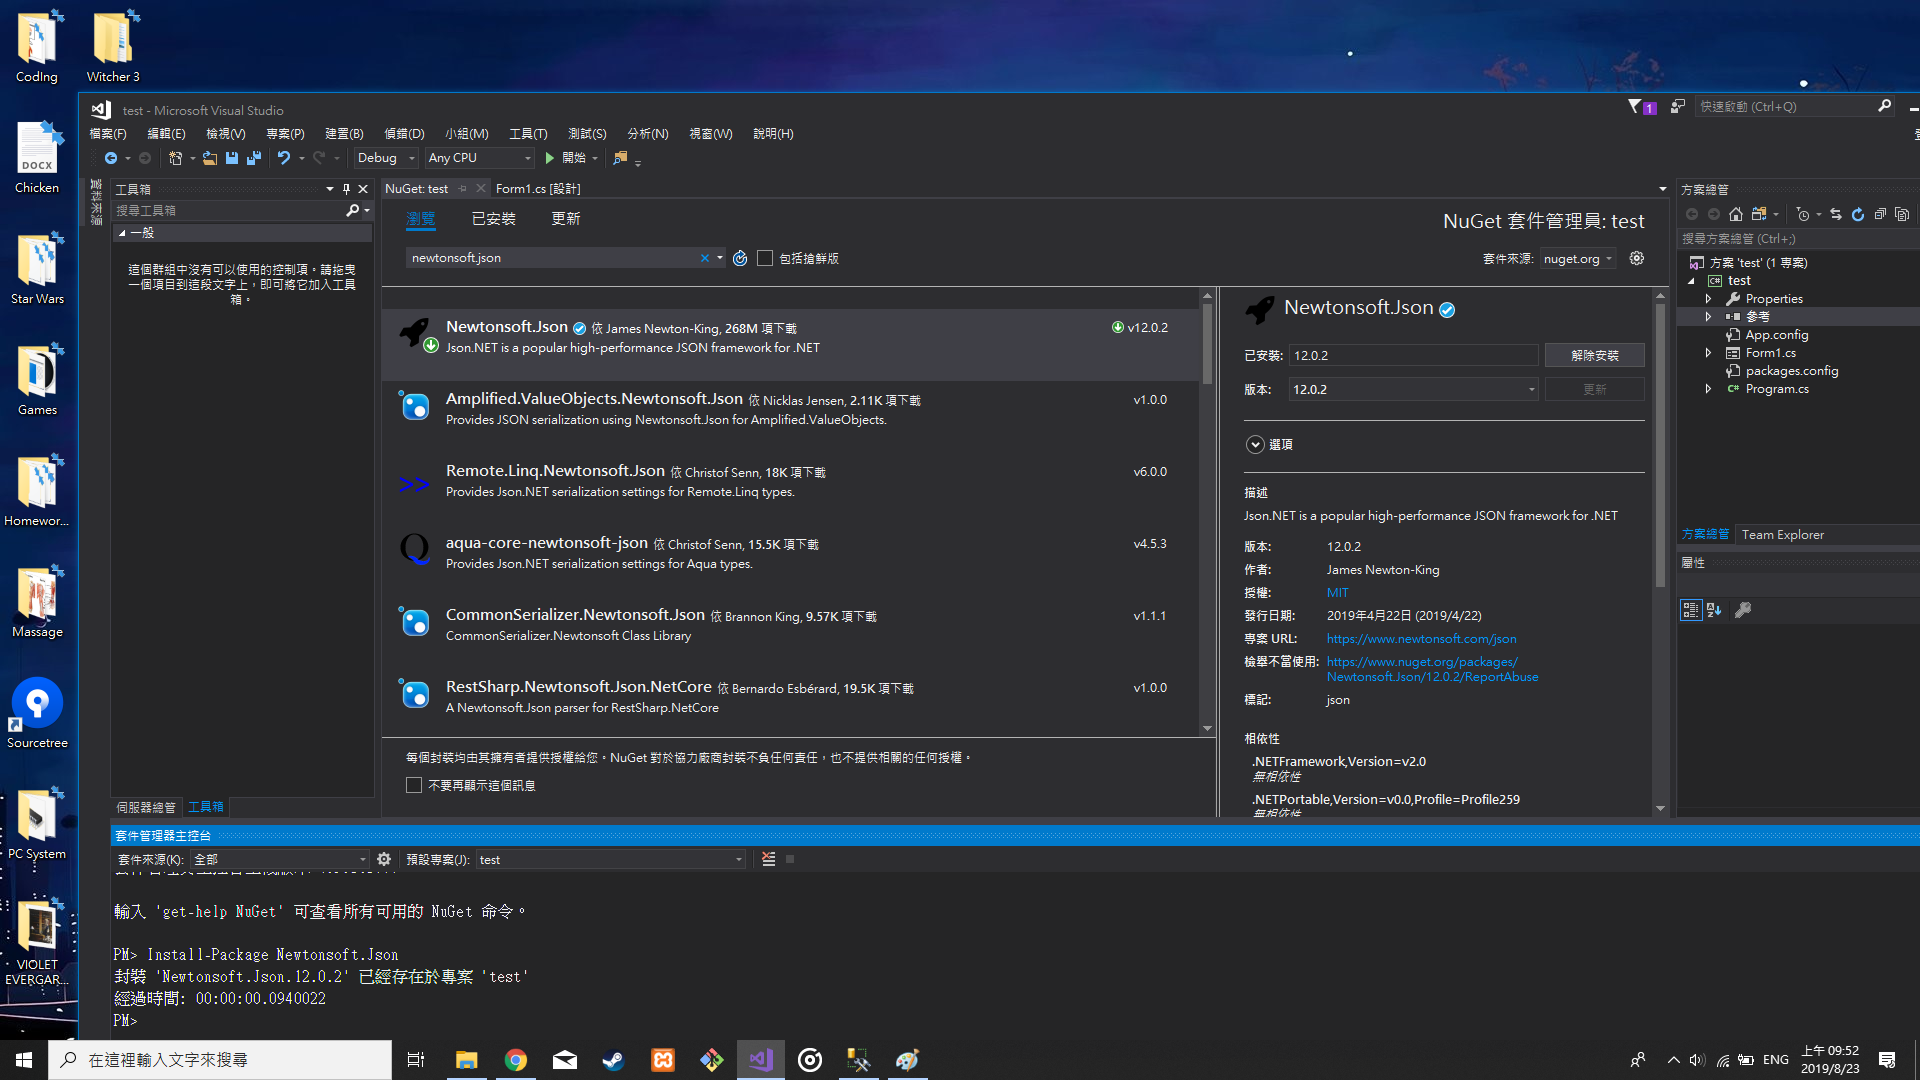 CodIng
Witcher 3
DOCX
Chicken
Star Wars
Games
Homewor...
Massage
Sourcetree
PC System
VIOLET
EVERGAR...
test - Microsoft Visual Studio
1
快速啟動 (Ctrl+Q)
檔案(F) 編輯(E) 檢視(V) 專案(P) 建置(B) 偵錯(D) 小組(M) 工具(T) 測試(S) 分析(N) 視窗(W) 說明(H)
Debug Any CPU 開始
資料來源
工具箱
搜尋工具箱
一般
這個群組中沒有可以使用的控制項。請拖曳
一個項目到這段文字上，即可將它加入工具
箱。
伺服器總管 工具箱
NuGet: test Form1.cs [設計]
瀏覽 已安裝 更新
NuGet 套件管理員: test
newtonsoft.json
包括搶鮮版
套件來源: nuget.org
Newtonsoft.Json 依 James Newton-King, 268M 項下載 v12.0.2
Json.NET is a popular high-performance JSON framework for .NET
Amplified.ValueObjects.Newtonsoft.Json 依 Nicklas Jensen, 2.11K 項下載 v1.0.0
Provides JSON serialization using Newtonsoft.Json for Amplified.ValueObjects.
>> Remote.Linq.Newtonsoft.Json 依 Christof Senn, 18K 項下載 v6.0.0
Provides Json.NET serialization settings for Remote.Linq types.
Q aqua-core-newtonsoft-json 依 Christof Senn, 15.5K 項下載 v4.5.3
Provides Json.NET serialization settings for Aqua types.
CommonSerializer.Newtonsoft.Json 依 Brannon King, 9.57K 項下載 v1.1.1
CommonSerializer.Newtonsoft Class Library
RestSharp.Newtonsoft.Json.NetCore 依 Bernardo Esbérard, 19.5K 項下載 v1.0.0
A Newtonsoft.Json parser for RestSharp.NetCore
每個封裝均由其擁有者提供授權給您。NuGet 對於協力廠商封裝不負任何責任，也不提供相關的任何授權。
不要再顯示這個訊息
Newtonsoft.Json
已安裝: 12.0.2 解除安裝
版本: 12.0.2 更新
選項
描述
Json.NET is a popular high-performance JSON framework for .NET
版本: 12.0.2
作者: James Newton-King
授權: MIT
發行日期: 2019年4月22日 (2019/4/22)
專案 URL: https://www.newtonsoft.com/json
檢舉不當使用: https://www.nuget.org/packages/
Newtonsoft.Json/12.0.2/ReportAbuse
標記: json
相依性
.NETFramework,Version=v2.0
無相依性
.NETPortable,Version=v0.0,Profile=Profile259
無相依性
方案總管
搜尋方案總管 (Ctrl+;)
方案 'test' (1 專案)
C# test
Properties
參考
App.config
Form1.cs
packages.config
C# Program.cs
方案總管 Team Explorer
屬性
套件管理器主控台
套件來源(K): 全部 預設專案(J): test
輸入 'get-help NuGet' 可查看所有可用的 NuGet 命令。
PM> Install-Package Newtonsoft.Json
封裝 'Newtonsoft.Json.12.0.2' 已經存在於專案 'test'
經過時間: 00:00:00.0940022
PM>
在這裡輸入文字來搜尋
ENG
上午 09:52
2019/8/23